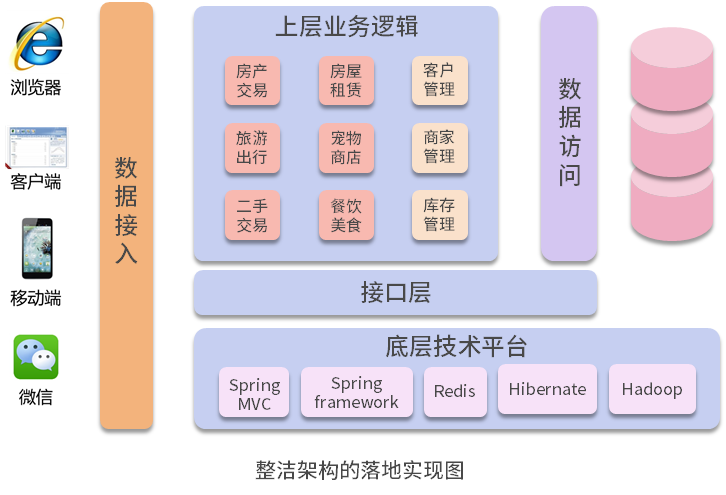 浏览器
客户端
移动端
微信
数据接入
上层业务逻辑
房产
交易
房屋
租赁
客户
管理
旅游
出行
宠物
商店
商家
管理
二手
交易
餐饮
美食
库存
管理
数据访问
接口层
底层技术平台
Spring
MVC
Spring
framework
Redis
Hibernate
Hadoop
整洁架构的落地实现图